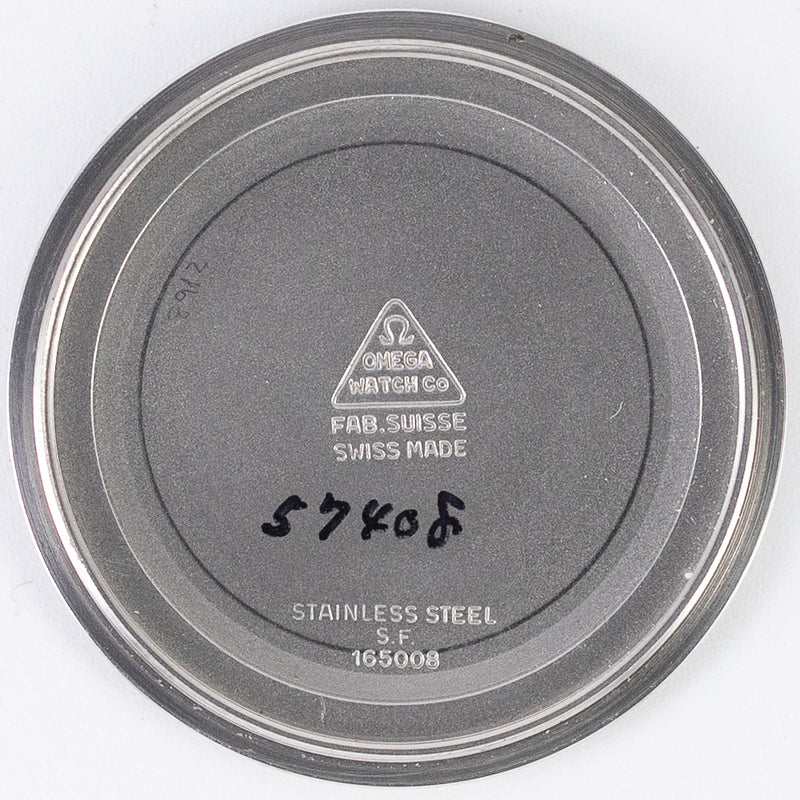 Ω
OMEGA
WATCH CO
FAB. SUISSE
SWISS MADE
57408
STAINLESS STEEL
S.F.
165008